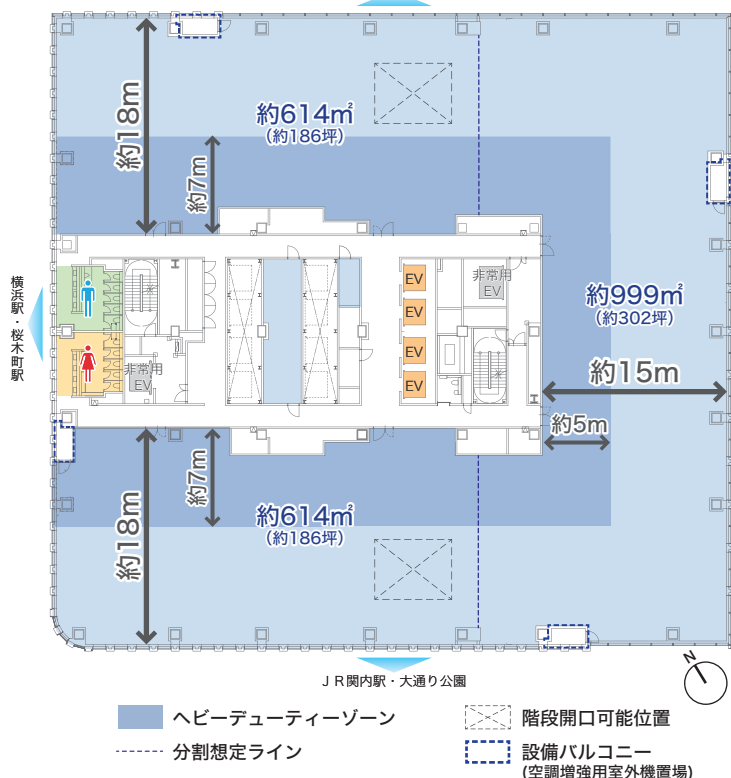 約18m
約7m
約614㎡
(約186坪)
横浜駅・桜木町駅
EV
EV
EV
EV
非常用
EV
非常用
EV
約999㎡
(約302坪)
約15m
約5m
約18m
約7m
約614㎡
(約186坪)
JR関内駅・大通り公園
N
ヘビーデューティーゾーン
階段開口可能位置
分割想定ライン
設備バルコニー
(空調増強用室外機置場)